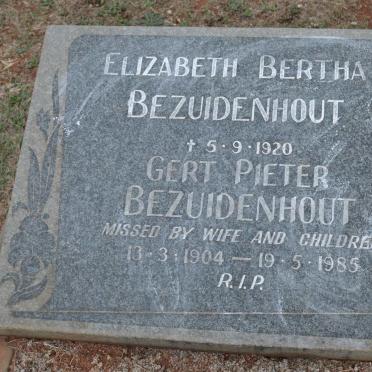 ELIZABETH BERTHA
BEZUIDENHOUT
† 5·9·1920
GERT PIETER
BEZUIDENHOUT
MISSED BY WIFE AND CHILDREN
13·3·1904 — 19·5·1985
R.I.P.